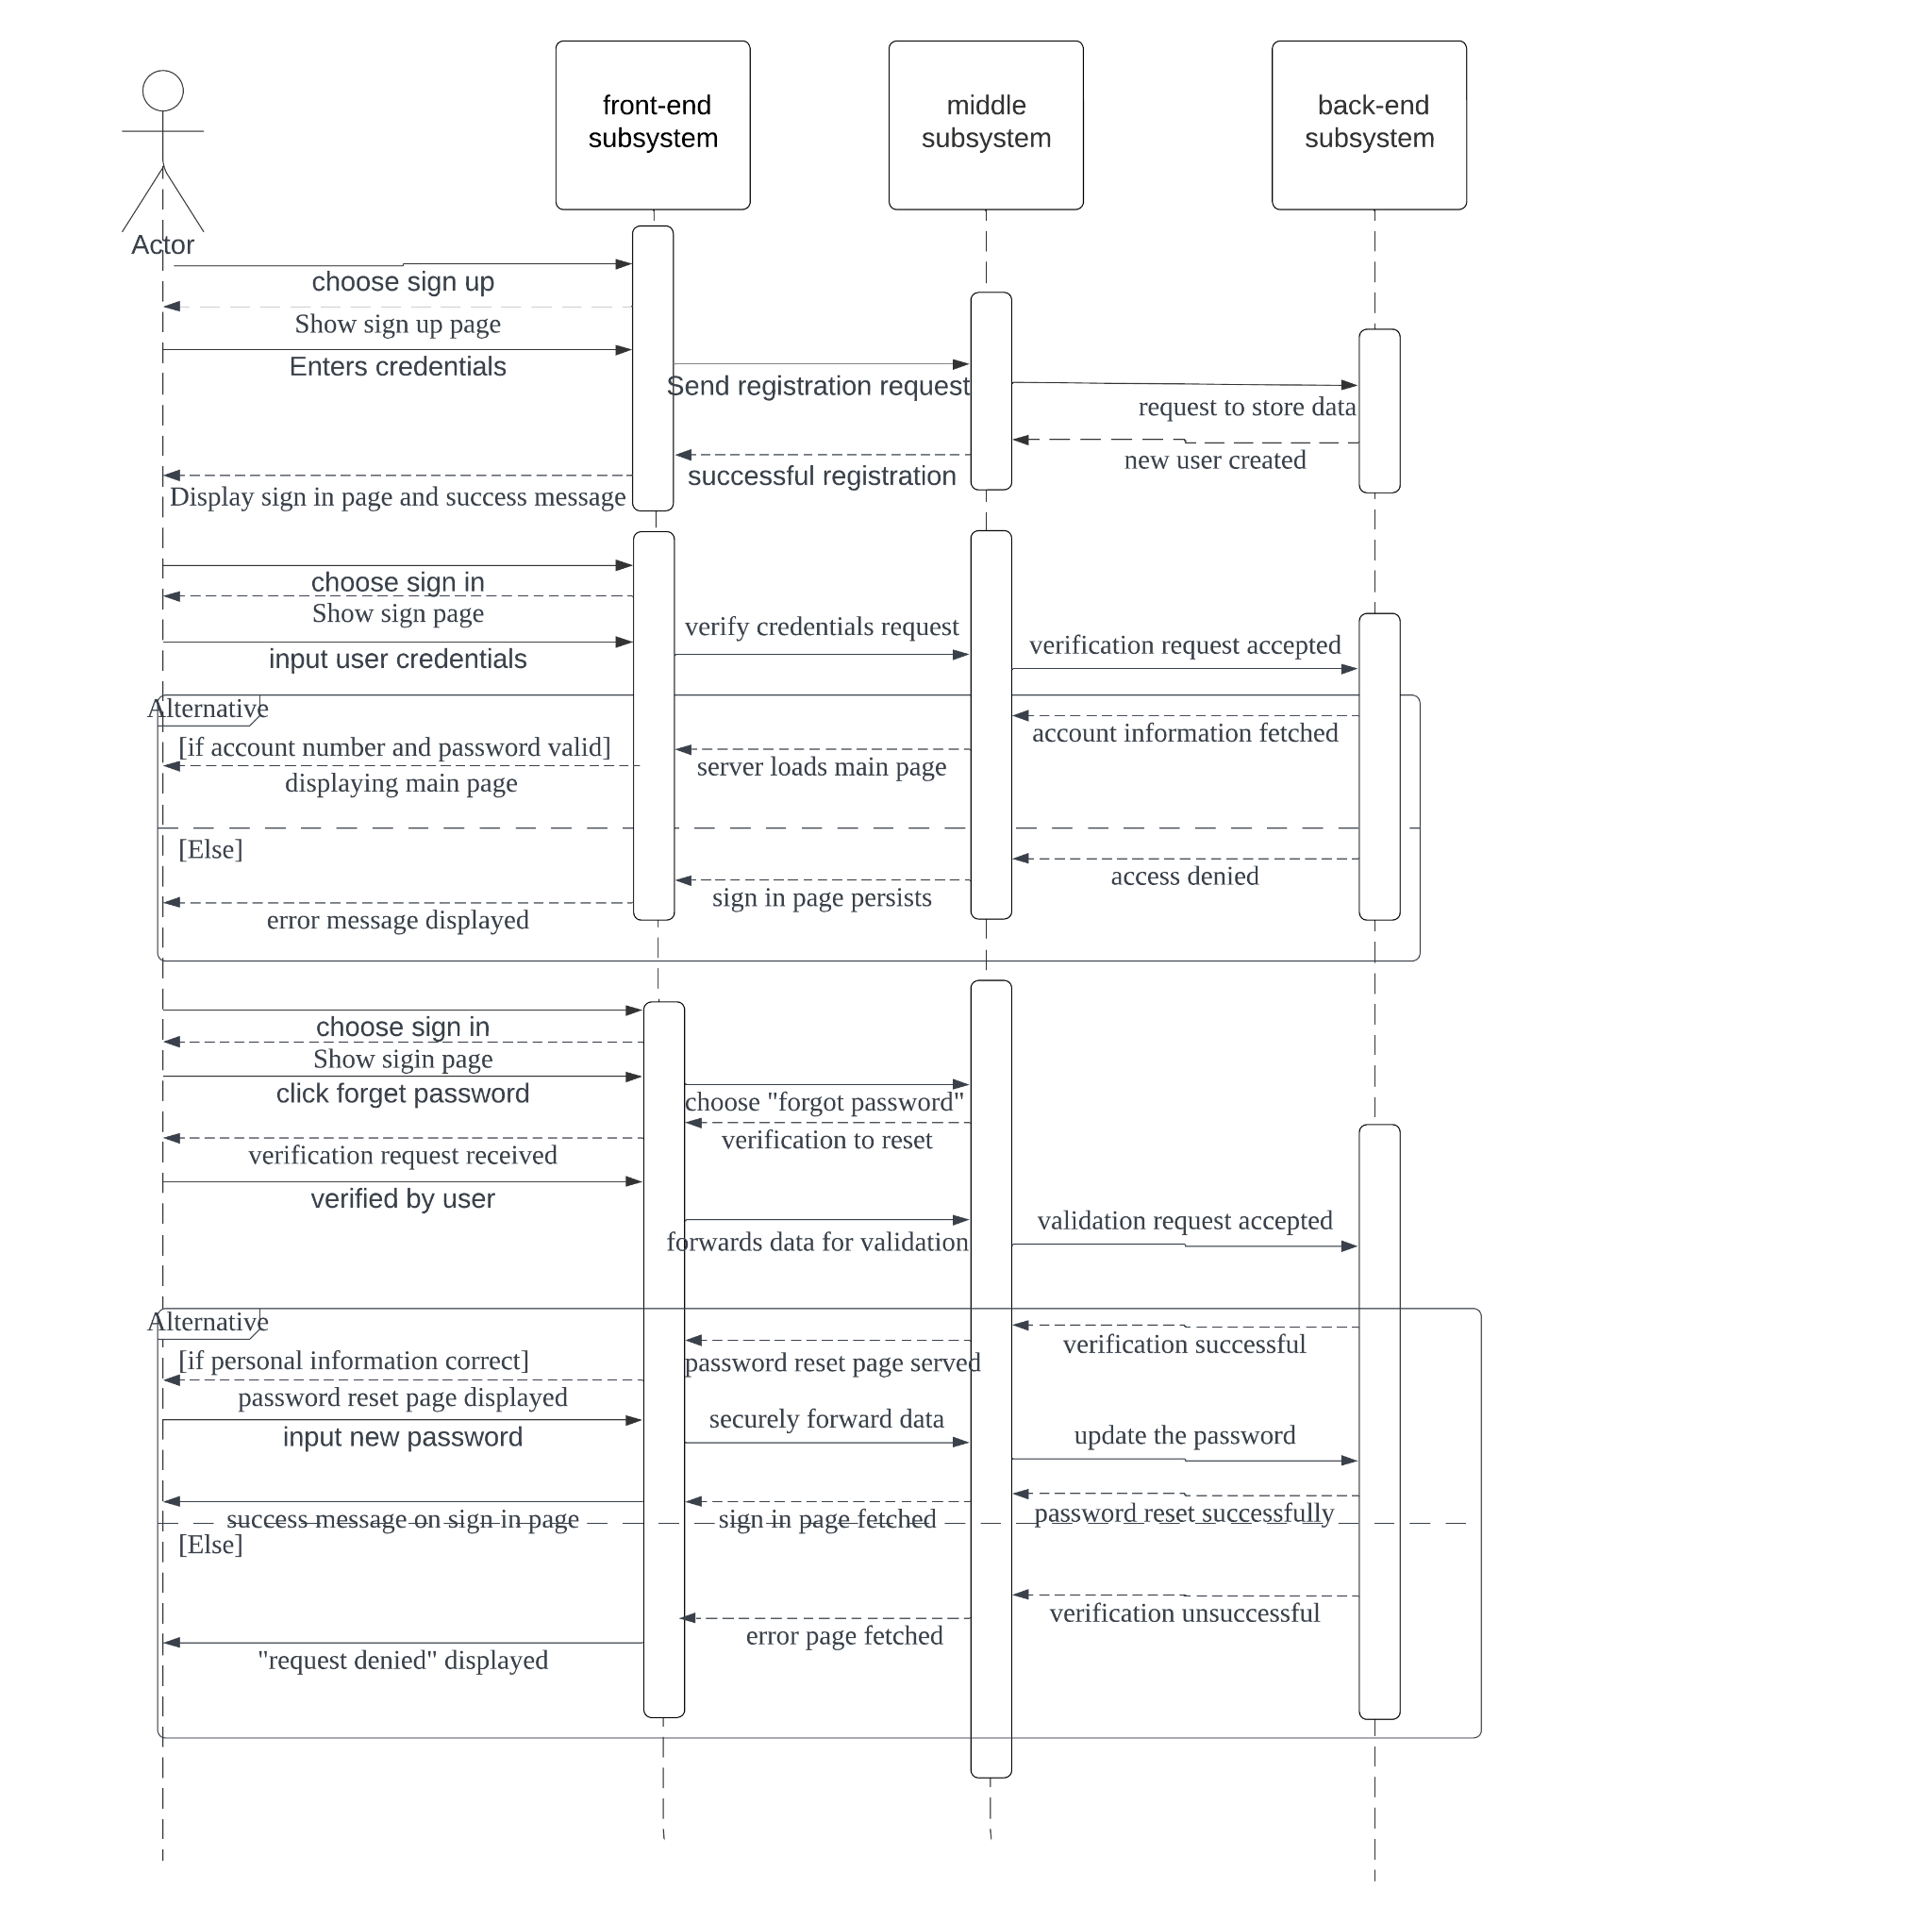 front-end
subsystem
middle
subsystem
back-end
subsystem
Actor
choose sign up
Show sign up page
Enters credentials
Send registration request
request to store data
new user created
successful registration
Display sign in page and success message
choose sign in
Show sign page
verify credentials request
verification request accepted
input user credentials
Alternative
account information fetched
[if account number and password valid]
server loads main page
displaying main page
[Else]
access denied
sign in page persists
error message displayed
choose sign in
Show sigin page
click forget password
choose "forgot password"
verification to reset
verification request received
verified by user
validation request accepted
forwards data for validation
Alternative
verification successful
[if personal information correct]
password reset page served
password reset page displayed
securely forward data
input new password
update the password
password reset successfully
success message on sign in page
sign in page fetched
[Else]
verification unsuccessful
error page fetched
"request denied" displayed